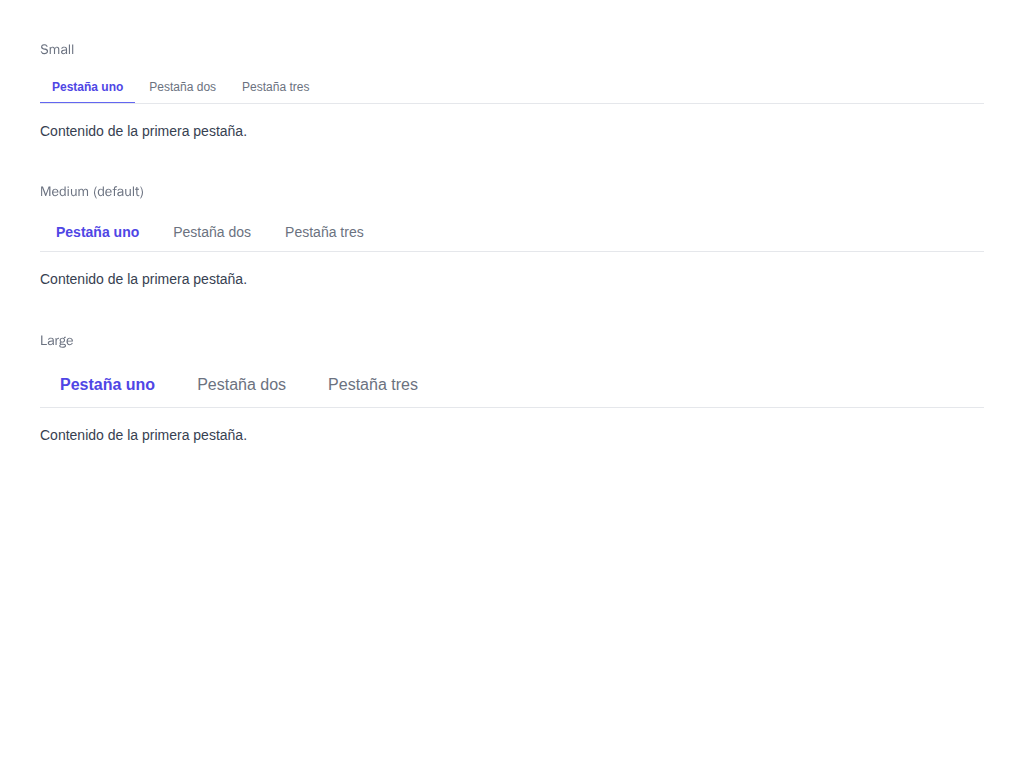 Small
Pestaña uno Pestaña dos Pestaña tres
Contenido de la primera pestaña.
Medium (default)
Pestaña uno Pestaña dos Pestaña tres
Contenido de la primera pestaña.
Large
Pestaña uno Pestaña dos Pestaña tres
Contenido de la primera pestaña.